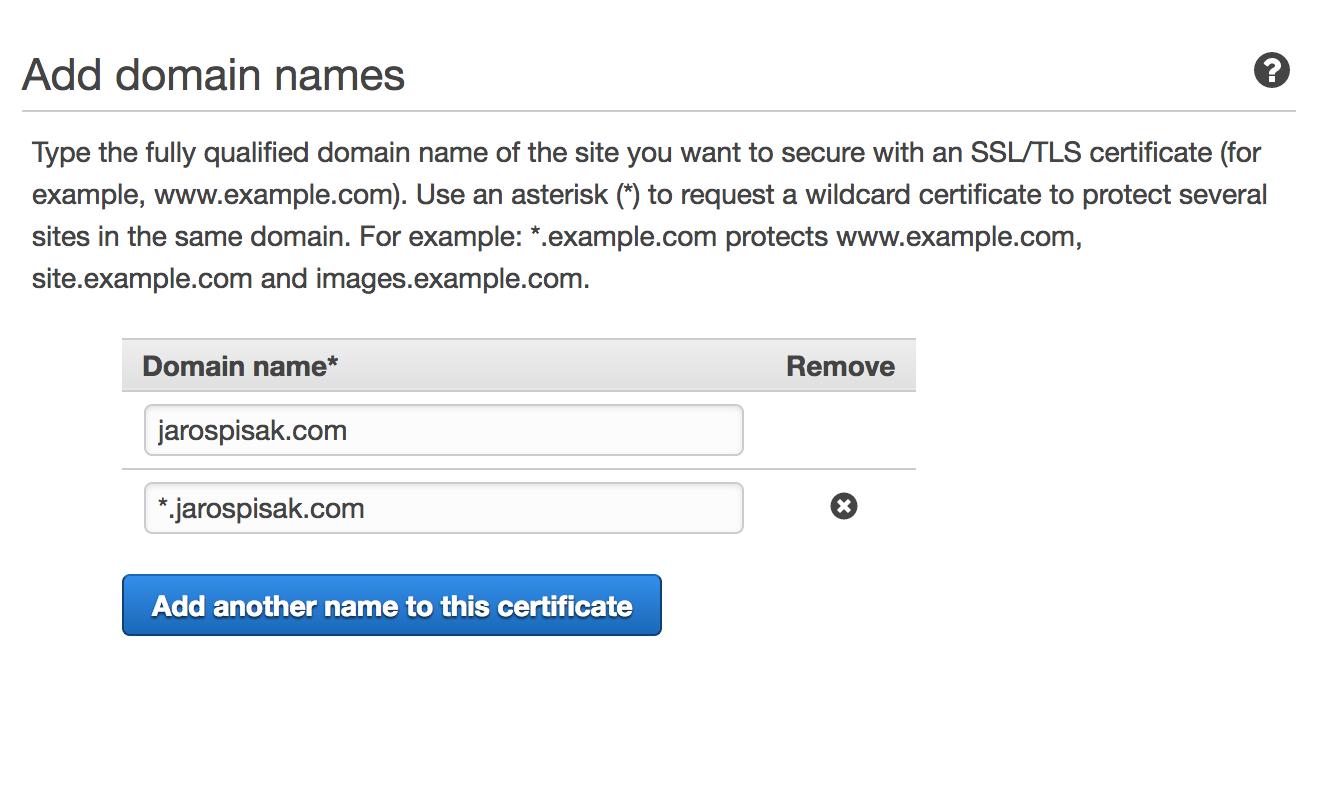 Add domain names
Type the fully qualified domain name of the site you want to secure with an SSL/TLS certificate (for
example, www.example.com). Use an asterisk (*) to request a wildcard certificate to protect several
sites in the same domain. For example: *.example.com protects www.example.com,
site.example.com and images.example.com.
Domain name* Remove
jarospisak.com
*.jarospisak.com
Add another name to this certificate